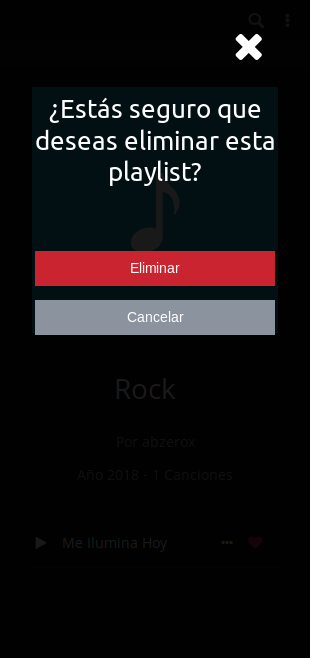 ¿Estás seguro que
deseas eliminar esta
playlist?
Eliminar
Cancelar
Rock
Por abzerox
Año 2018 - 1 Canciones
Me Ilumina Hoy